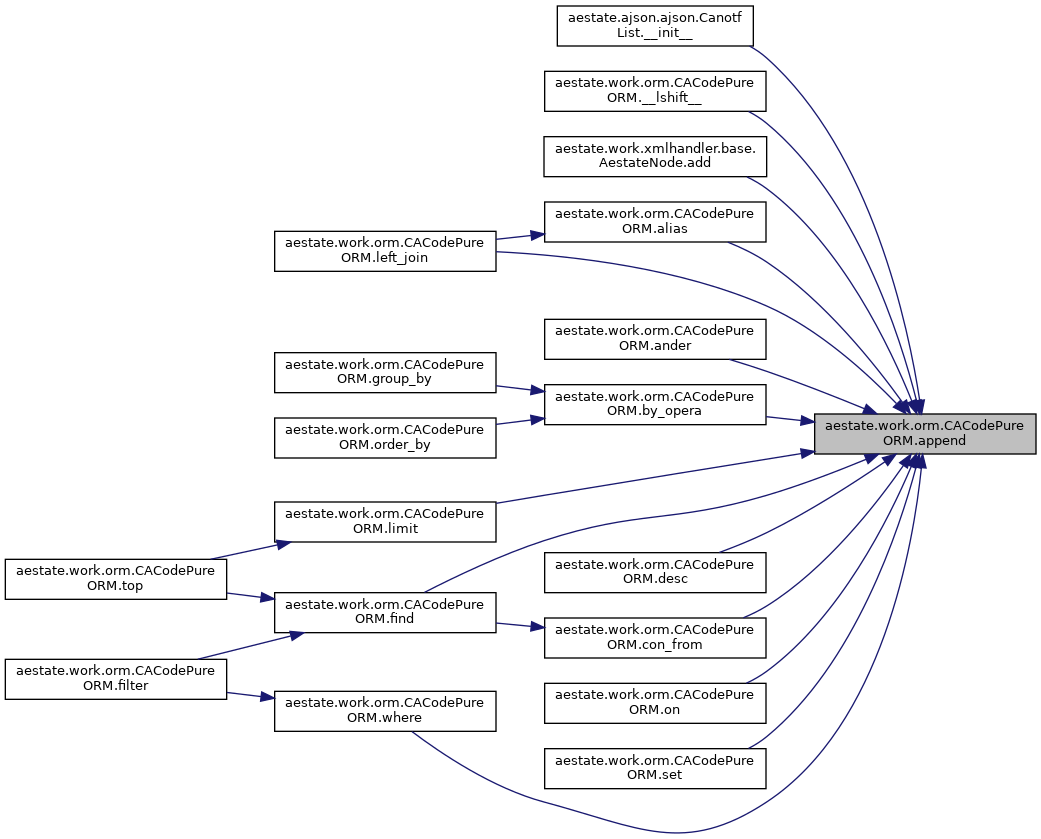 aestate.ajson.ajson.Canotf
List.__init__
aestate.work.orm.CACodePure
ORM.__lshift__
aestate.work.xmlhandler.base.
AestateNode.add
aestate.work.orm.CACodePure
ORM.alias
aestate.work.orm.CACodePure
ORM.left_join
aestate.work.orm.CACodePure
ORM.ander
aestate.work.orm.CACodePure
ORM.group_by
aestate.work.orm.CACodePure
ORM.by_opera
aestate.work.orm.CACodePure
ORM.append
aestate.work.orm.CACodePure
ORM.order_by
aestate.work.orm.CACodePure
ORM.limit
aestate.work.orm.CACodePure
ORM.desc
aestate.work.orm.CACodePure
ORM.top
aestate.work.orm.CACodePure
ORM.find
aestate.work.orm.CACodePure
ORM.con_from
aestate.work.orm.CACodePure
ORM.filter
aestate.work.orm.CACodePure
ORM.on
aestate.work.orm.CACodePure
ORM.where
aestate.work.orm.CACodePure
ORM.set